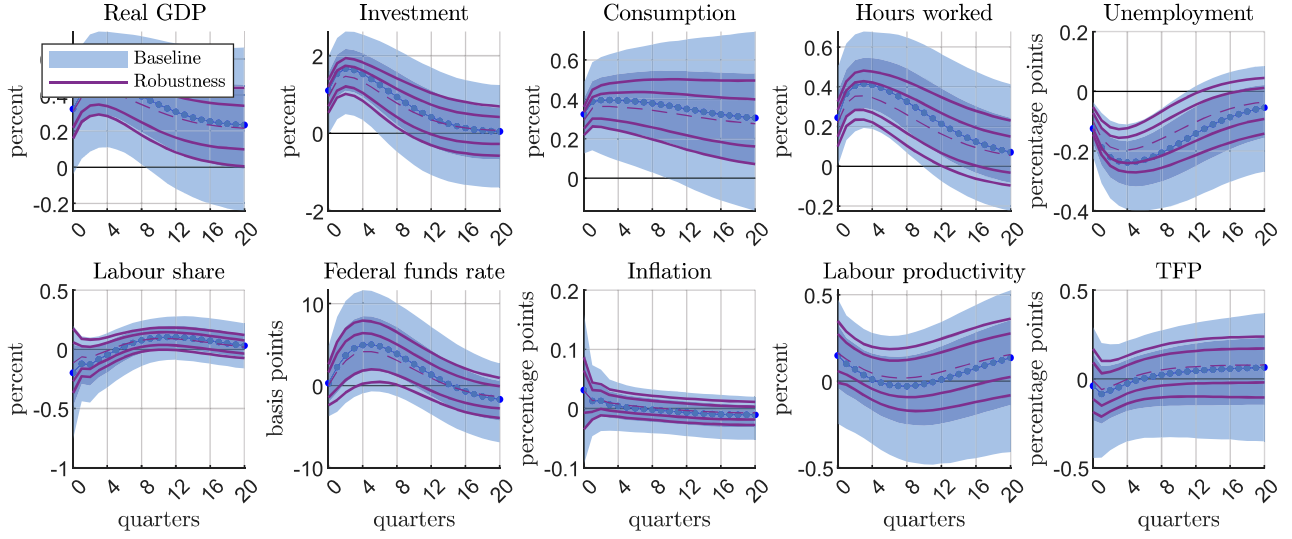 Real GDP
Investment
Consumption
Hours worked
Unemployment
Baseline
Robustness
percent
0.4
0.2
0
-0.2
0 4 8 12 16 20
percent
2
0
-2
0 4 8 12 16 20
percent
0.6
0.4
0.2
0
0 4 8 12 16 20
percent
0.6
0.4
0.2
0
-0.2
0 4 8 12 16 20
percentage points
0.2
0
-0.2
-0.4
0 4 8 12 16 20
Labour share
Federal funds rate
Inflation
Labour productivity
TFP
percent
0.5
0
-0.5
-1
0 4 8 12 16 20
quarters
basis points
10
0
-10
0 4 8 12 16 20
quarters
percentage points
0.2
0.1
0
-0.1
0 4 8 12 16 20
quarters
percent
0.5
0
-0.5
0 4 8 12 16 20
quarters
percentage points
0.5
0
-0.5
0 4 8 12 16 20
quarters